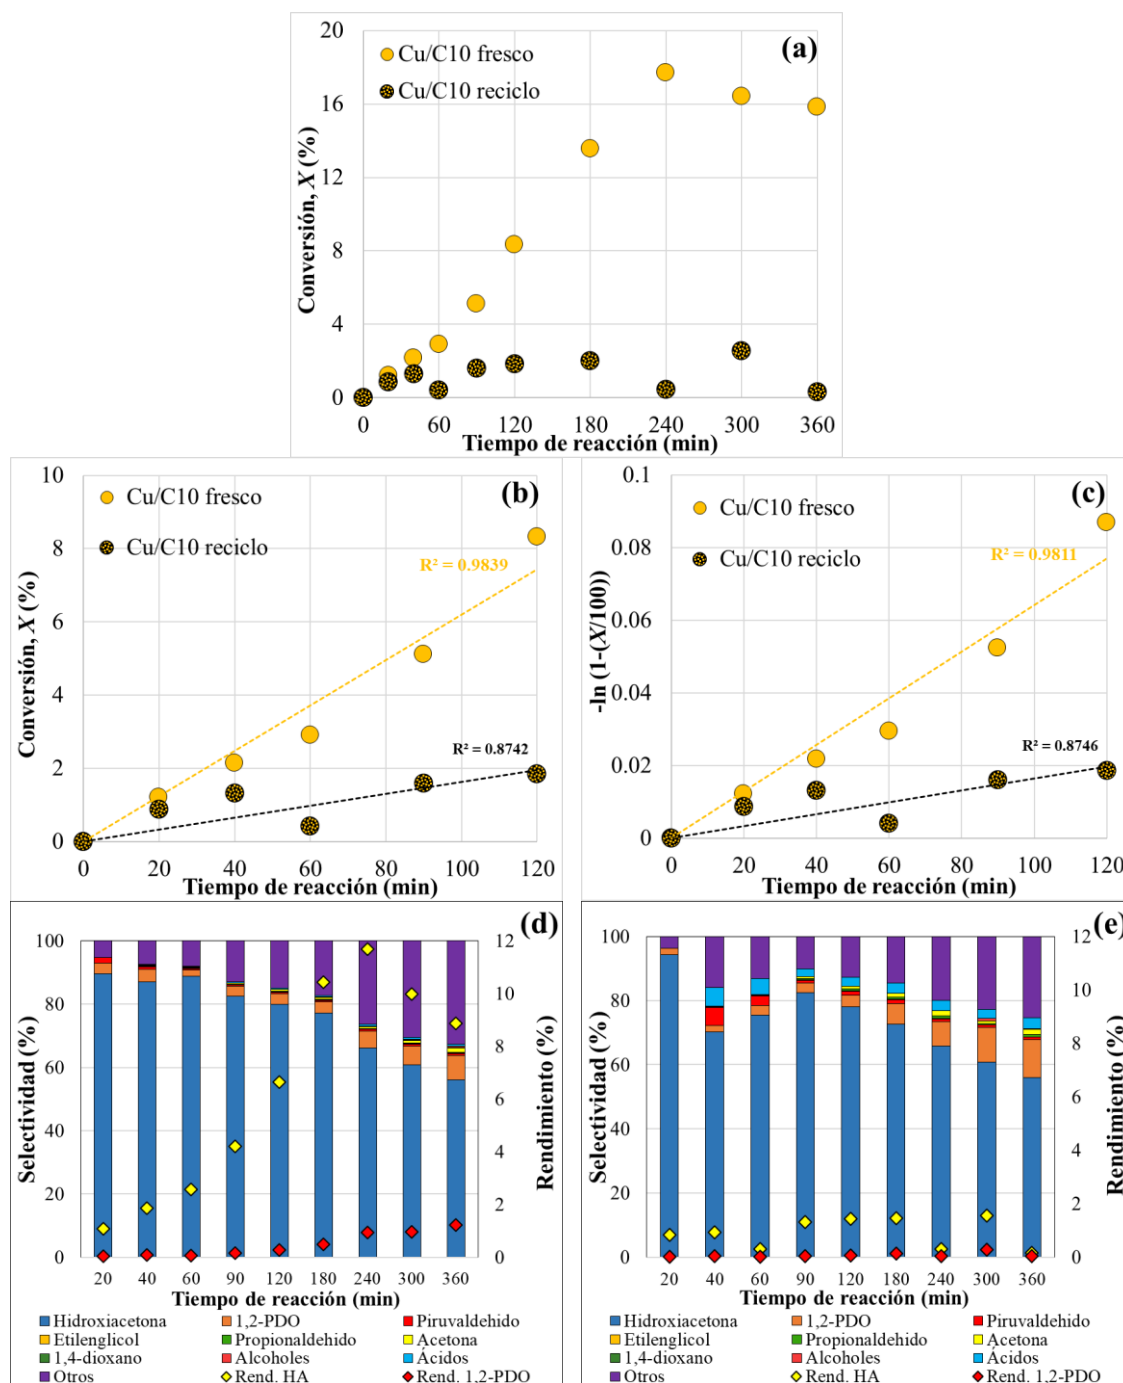 (a)
Cu/C10 fresco
Cu/C10 reciclo
Conversión, X (%)
20
16
12
8
4
0
0 60 120 180 240 300 360
Tiempo de reacción (min)
(b)
Cu/C10 fresco
Cu/C10 reciclo
R² = 0.9839
R² = 0.8742
Conversión, X (%)
10
8
6
4
2
0
0 20 40 60 80 100 120
Tiempo de reacción (min)
(c)
Cu/C10 fresco
Cu/C10 reciclo
R² = 0.9811
R² = 0.8746
-ln (1-(X/100))
0.1
0.08
0.06
0.04
0.02
0
0 20 40 60 80 100 120
Tiempo de reacción (min)
(d)
Selectividad (%)
100
80
60
40
20
0
Rendimiento (%)
12
10
8
6
4
2
0
20 40 60 90 120 180 240 300 360
Tiempo de reacción (min)
Hidroxiacetona 1,2-PDO Piruvaldehido
Etilenglicol Propionaldehido Acetona
1,4-dioxano Alcoholes Ácidos
Otros Rend. HA Rend. 1,2-PDO
(e)
Selectividad (%)
100
80
60
40
20
0
Rendimiento (%)
12
10
8
6
4
2
0
20 40 60 90 120 180 240 300 360
Tiempo de reacción (min)
Hidroxiacetona 1,2-PDO Piruvaldehido
Etilenglicol Propionaldehido Acetona
1,4-dioxano Alcoholes Ácidos
Otros Rend. HA Rend. 1,2-PDO